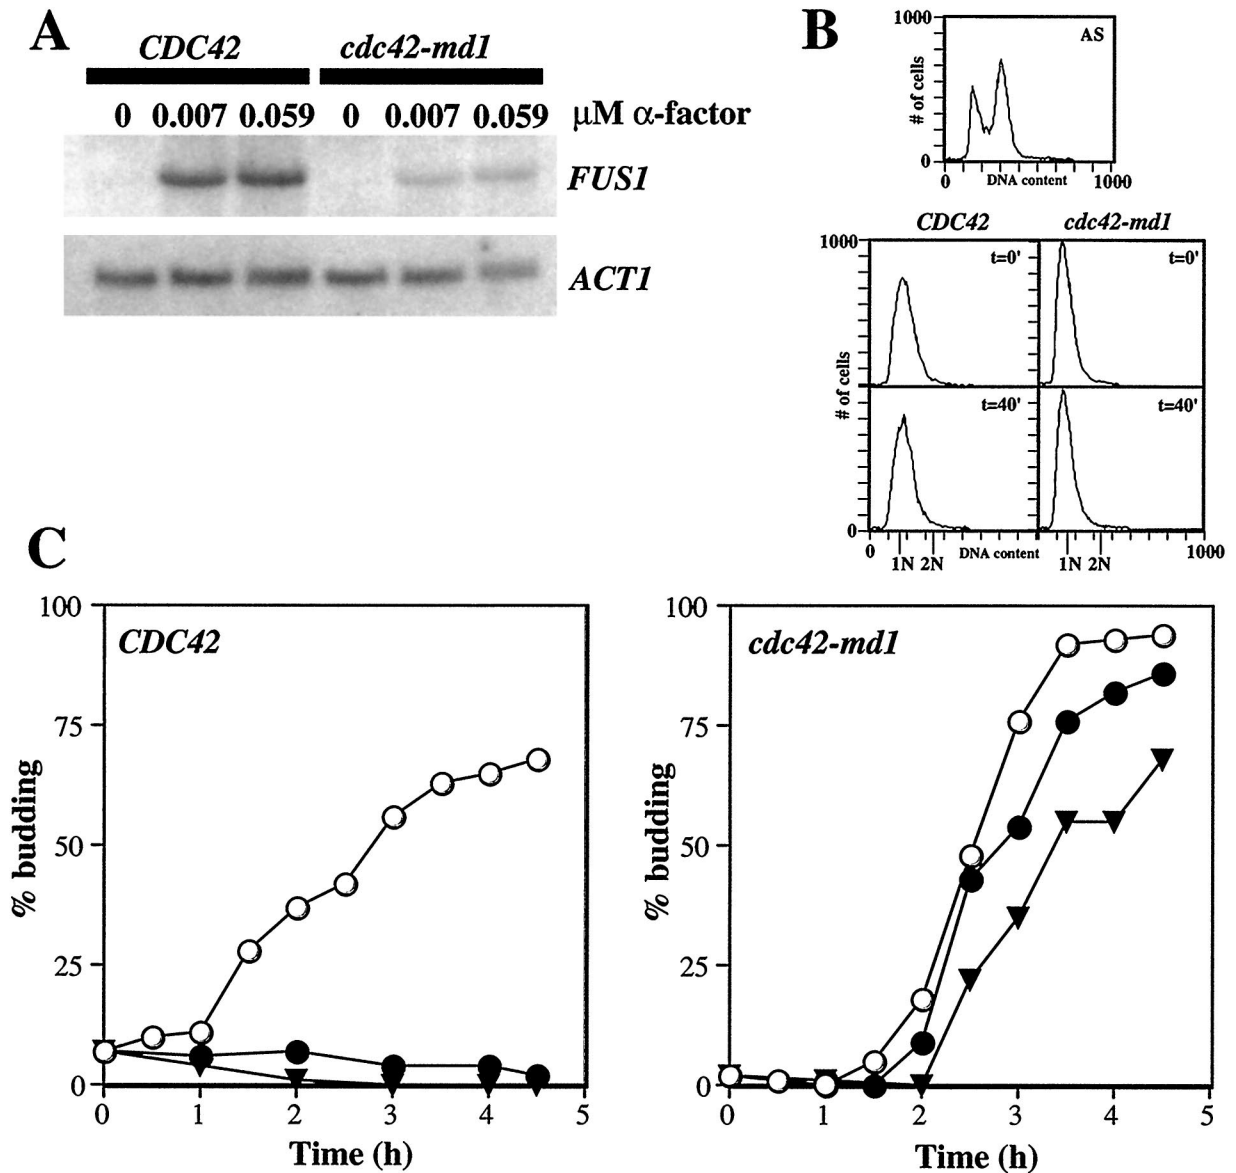 A
CDC42 cdc42-md1
0 0.007 0.059 0 0.007 0.059 μM α-factor
FUS1
ACT1
B
1000
AS
# of cells
0
0 DNA content 1000
CDC42 cdc42-md1
1000
t=0' t=0'
# of cells
t=40' t=40'
0
0 1N 2N DNA content 1N 2N 1000
C
100
CDC42
75
% budding
50
25
0
0 1 2 3 4 5
Time (h)
100
cdc42-md1
75
% budding
50
25
0
0 1 2 3 4 5
Time (h)